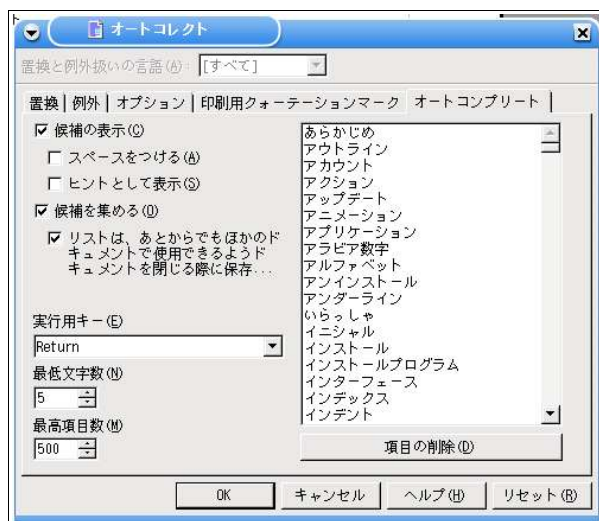 オートコレクト
置換と例外扱いの言語(A): [すべて]
置換 例外 オプション 印刷用クォーテーションマーク オートコンプリート
候補の表示(C)
スペースをつける(A)
ヒントとして表示(S)
候補を集める(O)
リストは、あとからでもほかのド
キュメントで使用できるようド
キュメントを閉じる際に保存...
実行用キー(E)
Return
最低文字数(N)
5
最高項目数(M)
500
あらかじめ
アウトライン
アカウント
アクション
アップデート
アニメーション
アプリケーション
アラビア数字
アルファベット
アンインストール
アンダーライン
いらっしゃ
イニシャル
インストール
インストールプログラム
インターフェース
インデックス
インデント
項目の削除(D)
OK キャンセル ヘルプ(H) リセット(R)